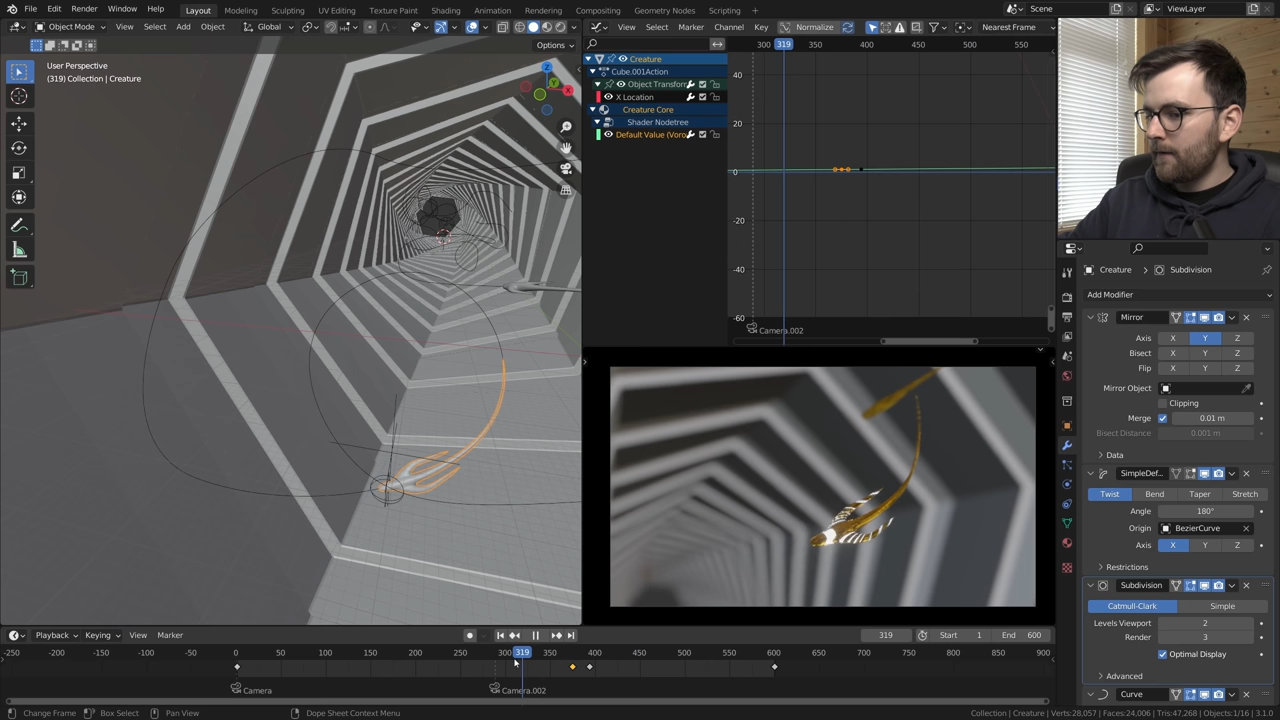 File Edit Render Window Help Layout Modeling Sculpting UV Editing Texture Paint Shading Animation Rendering Compositing Geometry Nodes Scripting Scene ViewLayer
Object Mode View Select Add Object Global
Options
User Perspective
(319) Collection | Creature
Z
Y
X
View Select Marker Channel Key Normalize Nearest Frame
300 319 350 400 450 500 550
Creature
Cube.001Action
Object Transform
X Location
Creature Core
Shader Nodetree
Default Value (Voro
40
20
0
-20
-40
-60
Camera.002
Creature Subdivision
Add Modifier
Mirror
Axis X Y Z
Bisect X Y Z
Flip X Y Z
Mirror Object
Clipping
Merge 0.01 m
Bisect Distance 0.001 m
Data
SimpleDef...
Twist Bend Taper Stretch
Angle 180°
Origin BezierCurve
Axis X Y Z
Restrictions
Subdivision
Catmull-Clark Simple
Levels Viewport 2
Render 3
Optimal Display
Advanced
Curve
Playback Keying View Marker 319 Start 1 End 600
-250 -200 -150 -100 -50 0 50 100 150 200 250 300 319 350 400 450 500 550 600 650 700 750 800 850 900
Camera Camera.002
Change Frame Box Select Pan View Dope Sheet Context Menu Collection | Creature | Verts:28,057 | Faces:24,006 | Tris:47,268 | Objects:1/16 | 3.1.0